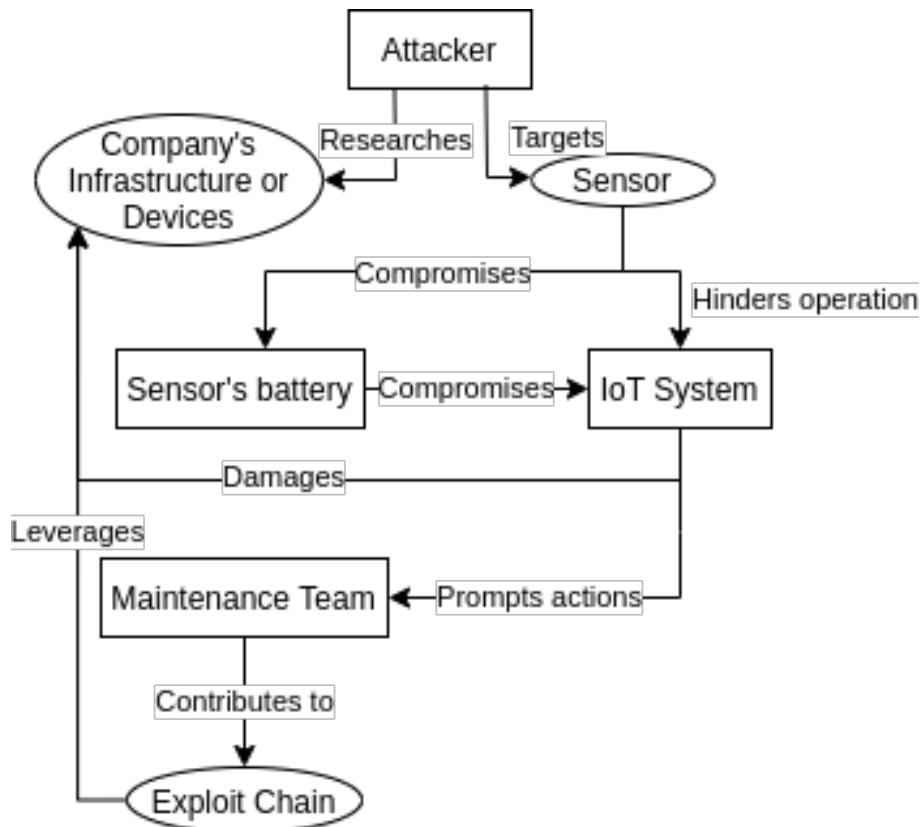 Attacker
Researches
Targets
Company's
Infrastructure or
Devices
Sensor
Compromises
Hinders operation
Sensor's battery
Compromises
IoT System
Damages
Leverages
Maintenance Team
Prompts actions
Contributes to
Exploit Chain